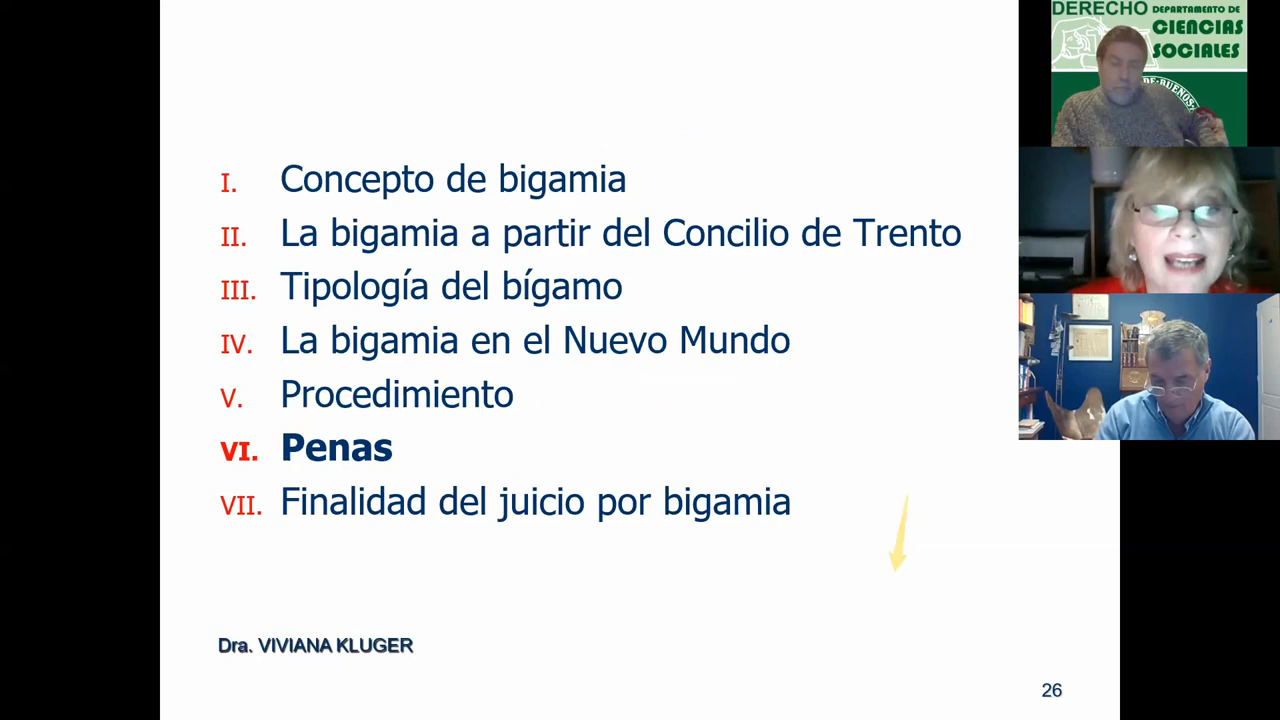 I. Concepto de bigamia
II. La bigamia a partir del Concilio de Trento
III. Tipología del bígamo
IV. La bigamia en el Nuevo Mundo
V. Procedimiento
VI. Penas
VII. Finalidad del juicio por bigamia
Dra. VIVIANA KLUGER
26
DERECHO
DEPARTAMENTO DE
CIENCIAS
SOCIALES
DE·BUENOS